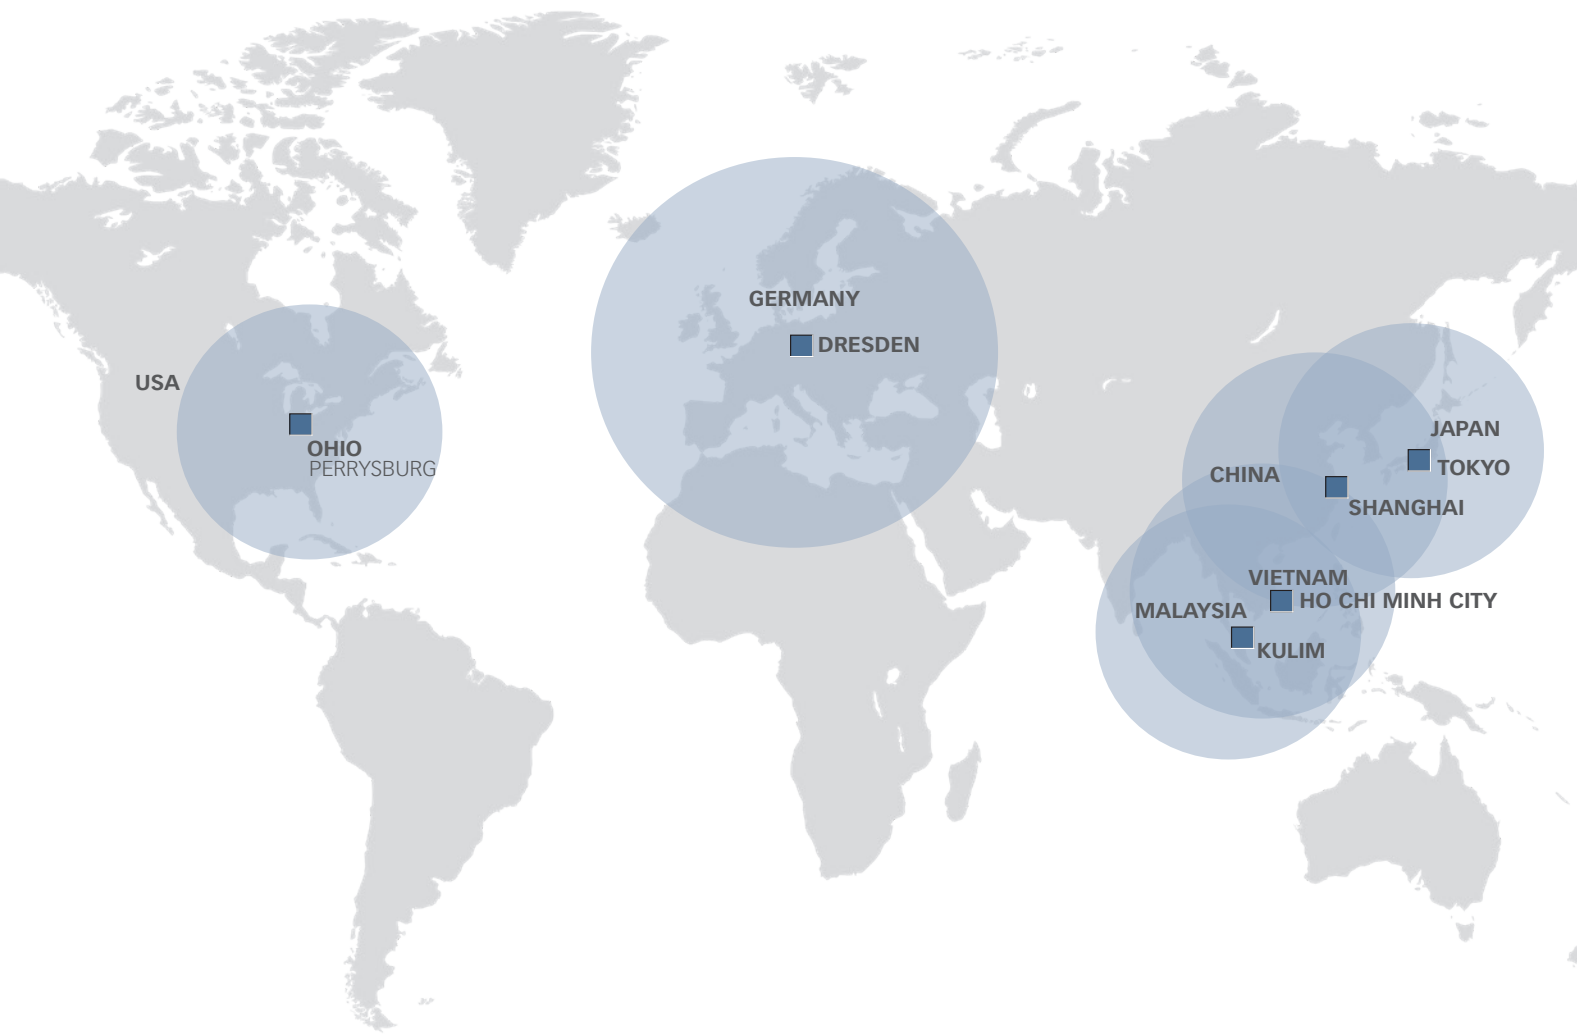 GERMANY
DRESDEN
USA
OHIO
PERRYSBURG
JAPAN
TOKYO
CHINA
SHANGHAI
VIETNAM
HO CHI MINH CITY
MALAYSIA
KULIM